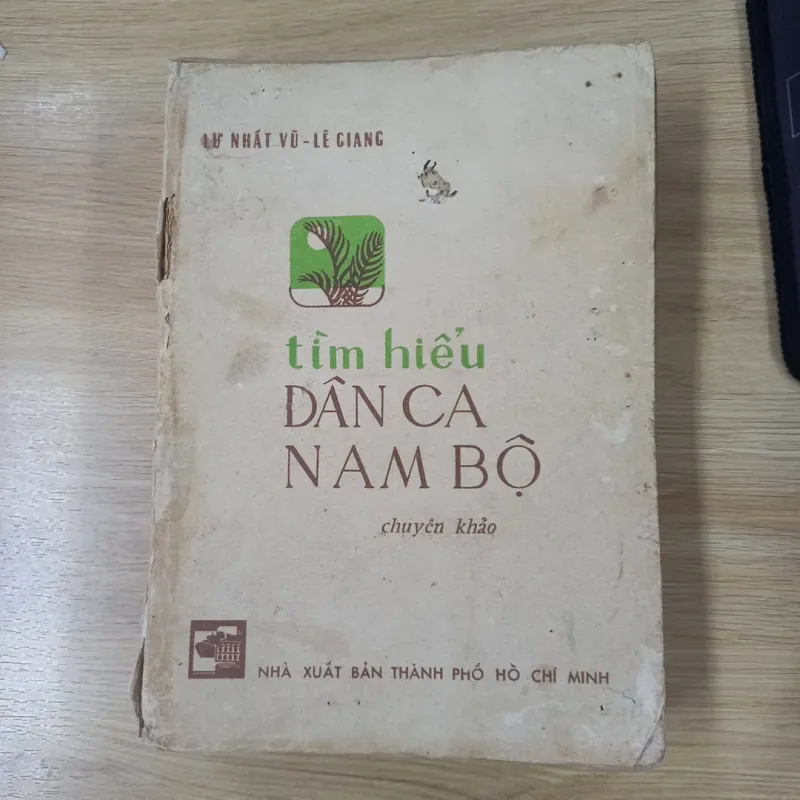 LƯ NHẤT VŨ - LÊ GIANG
tìm hiểu
DÂN CA
NAM BỘ
chuyên khảo
NHÀ XUẤT BẢN THÀNH PHỐ HỒ CHÍ MINH